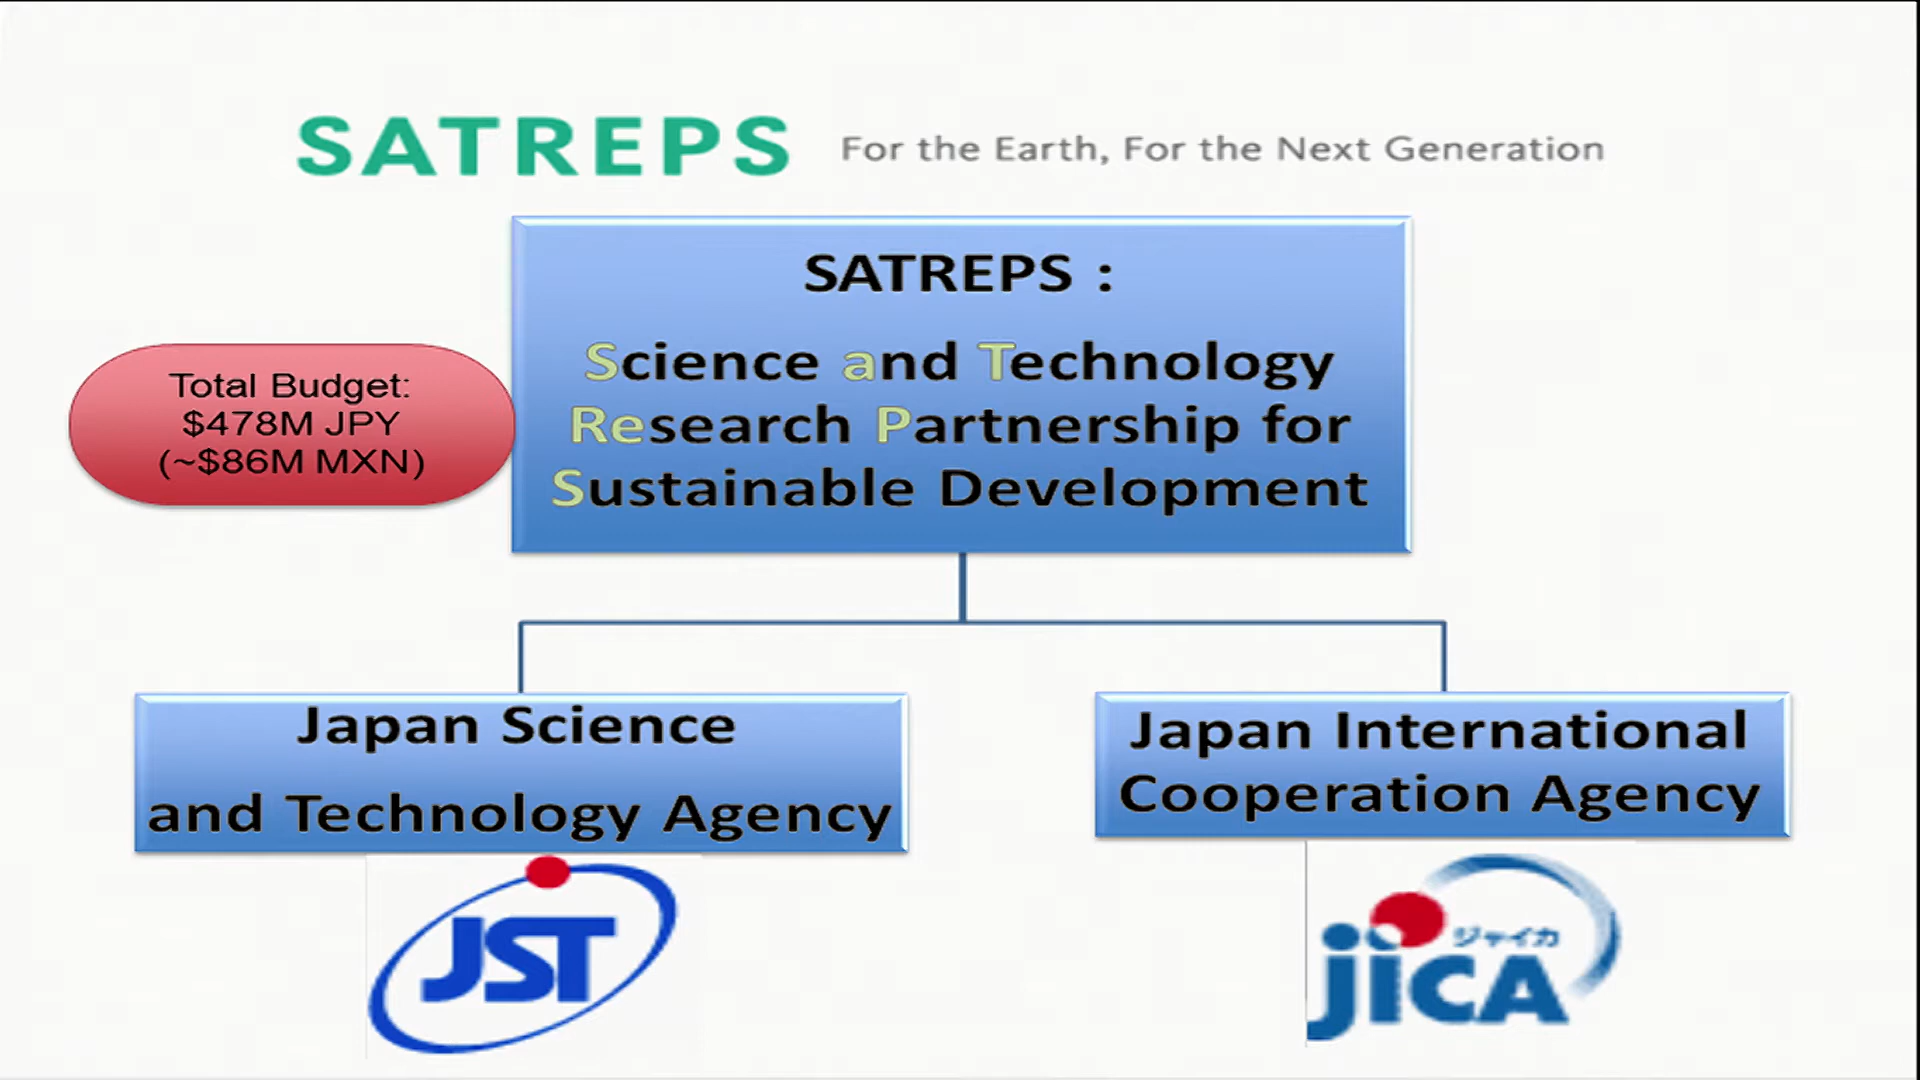 SATREPS For the Earth, For the Next Generation
SATREPS :
Science and Technology
Research Partnership for
Sustainable Development
Total Budget:
$478M JPY
(~$86M MXN)
Japan Science
and Technology Agency
Japan International
Cooperation Agency
JST
ジャイカ
jICA